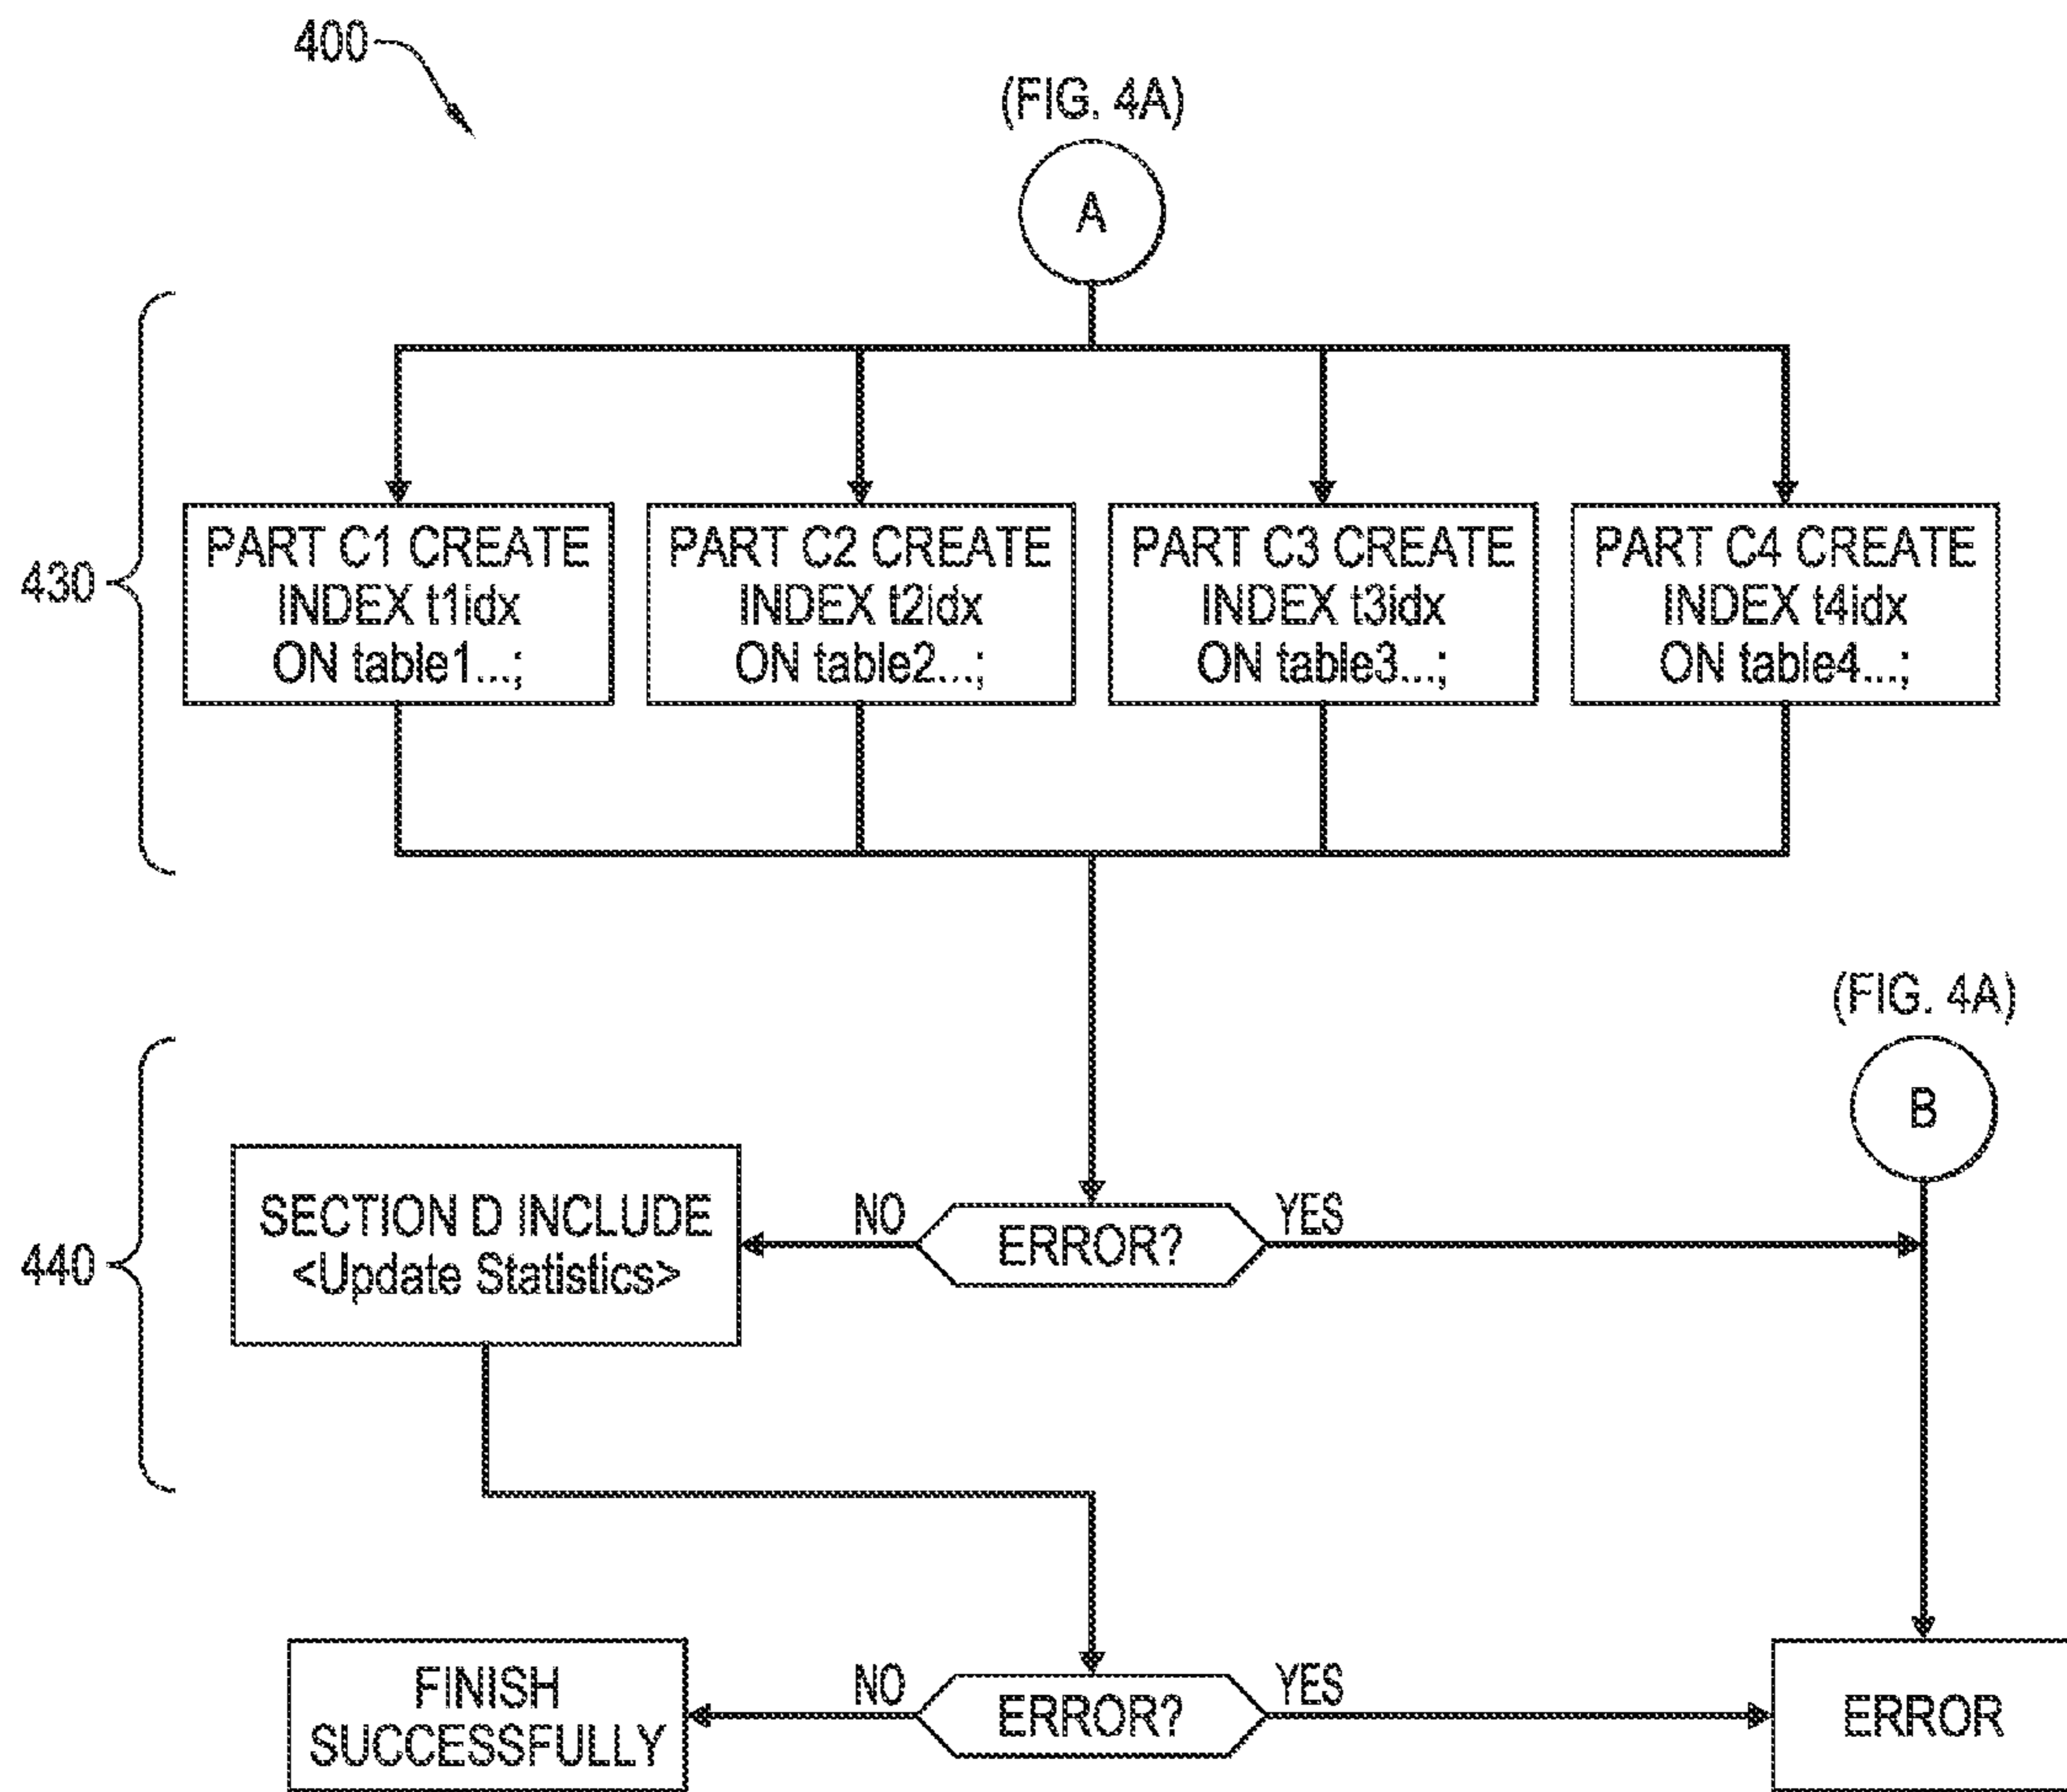 400
(FIG. 4A)
A
430
PART C1 CREATE
INDEX t1idx
ON table1...;
PART C2 CREATE
INDEX t2idx
ON table2...;
PART C3 CREATE
INDEX t3idx
ON table3...;
PART C4 CREATE
INDEX t4idx
ON table4...;
(FIG. 4A)
B
440
SECTION D INCLUDE
<Update Statistics>
NO
ERROR?
YES
FINISH
SUCCESSFULLY
NO
ERROR?
YES
ERROR